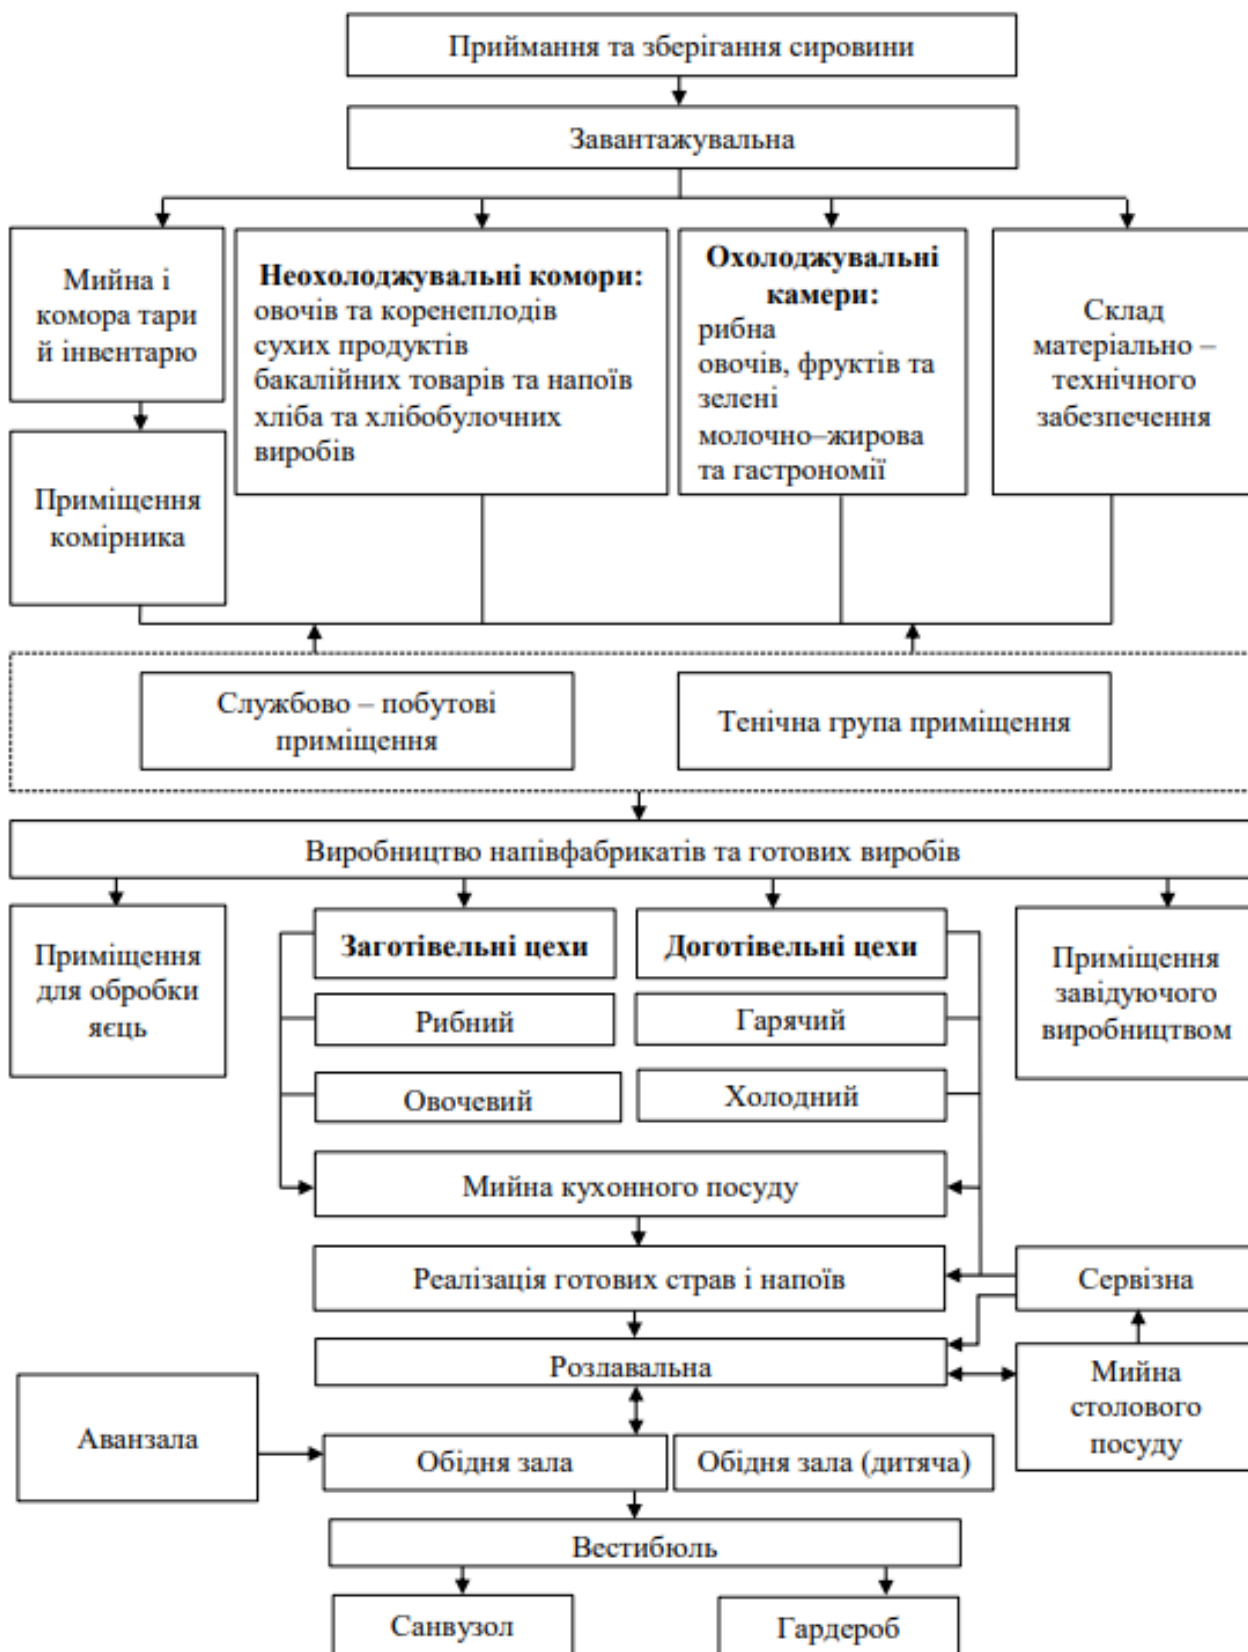 Приймання та зберігання сировини
Завантажувальна
Мийна і
комора тари
й інвентарю
Неохолоджувальні комори:
овочів та коренеплодів
сухих продуктів
бакалійних товарів та напоїв
хліба та хлібобулочних
виробів
Охолоджувальні
камери:
рибна
овочів, фруктів та
зелені
молочно–жирова
та гастрономії
Склад
матеріально –
технічного
забезпечення
Приміщення
комірника
Службово – побутові
приміщення
Тенічна група приміщення
Виробництво напівфабрикатів та готових виробів
Приміщення
для обробки
яєць
Заготівельні цехи
Доготівельні цехи
Приміщення
завідуючого
виробництвом
Рибний
Гарячий
Овочевий
Холодний
Мийна кухонного посуду
Реалізація готових страв і напоїв
Сервізна
Роздавальна
Мийна
столового
посуду
Аванзала
Обідня зала
Обідня зала (дитяча)
Вестибюль
Санвузол
Гардероб